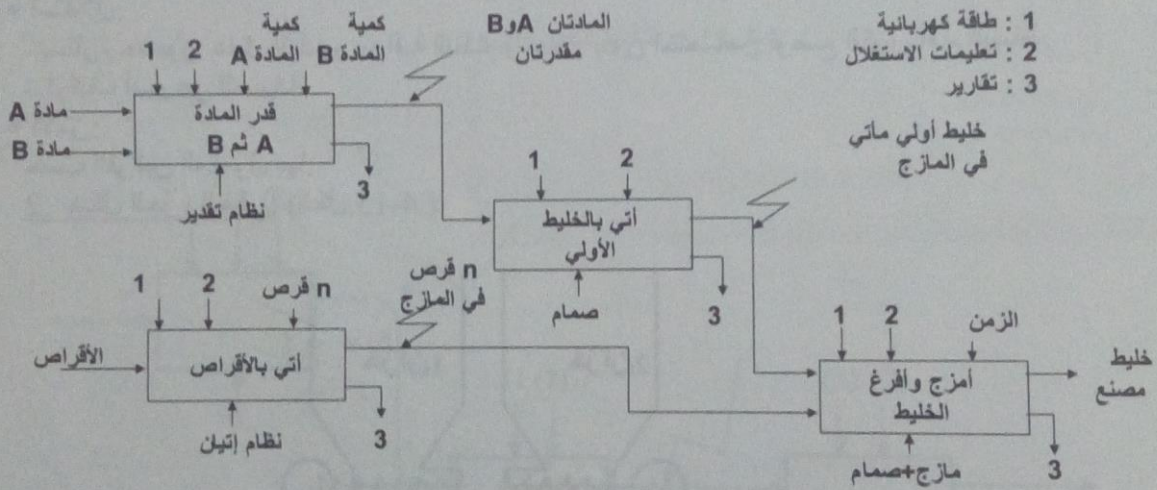 1 : طاقة كهربائية
2 : تعليمات الاستغلال
3 : تقارير
المادتان A وB
مقدرتان
كمية
المادة B
كمية
المادة A
2
1
مادة A
مادة B
قدر المادة
A ثم B
3
نظام تقدير
خليط أولي مأتي
في المازج
1
2
أتي بالخليط
الأولي
3
صمام
n قرص
في المازج
n قرص
2
1
الأقراص
أتي بالأقراص
3
نظام إتيان
الزمن
2
1
أمزج وأفرغ
الخليط
خليط
مصنع
3
مازج+صمام